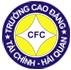 TRƯỜNG CAO ĐẲNG
CFC
TÀI CHÍNH - HẢI QUAN